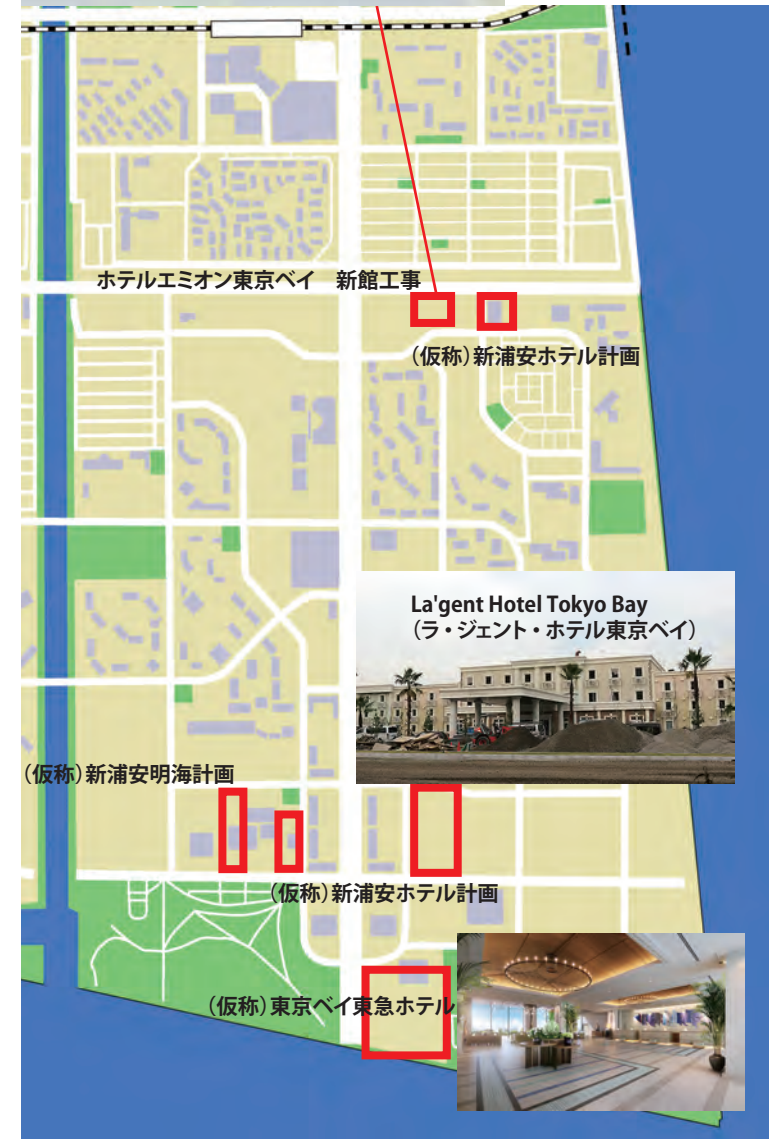 ホテルエミオン東京ベイ　新館工事
（仮称）新浦安ホテル計画
La'gent Hotel Tokyo Bay
（ラ・ジェント・ホテル東京ベイ）
（仮称）新浦安明海計画
（仮称）新浦安ホテル計画
（仮称）東京ベイ東急ホテル